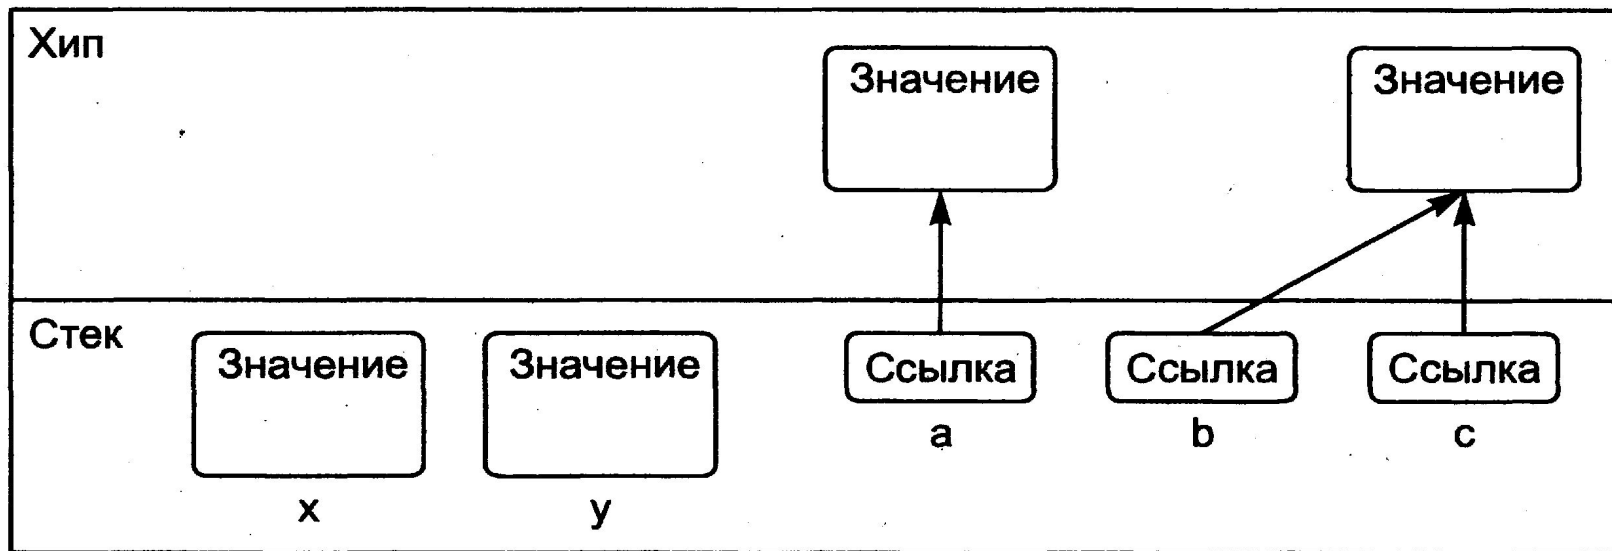 Хип
Значение
Значение
Стек
Значение
Значение
Ссылка
Ссылка
Ссылка
a
b
c
x
y